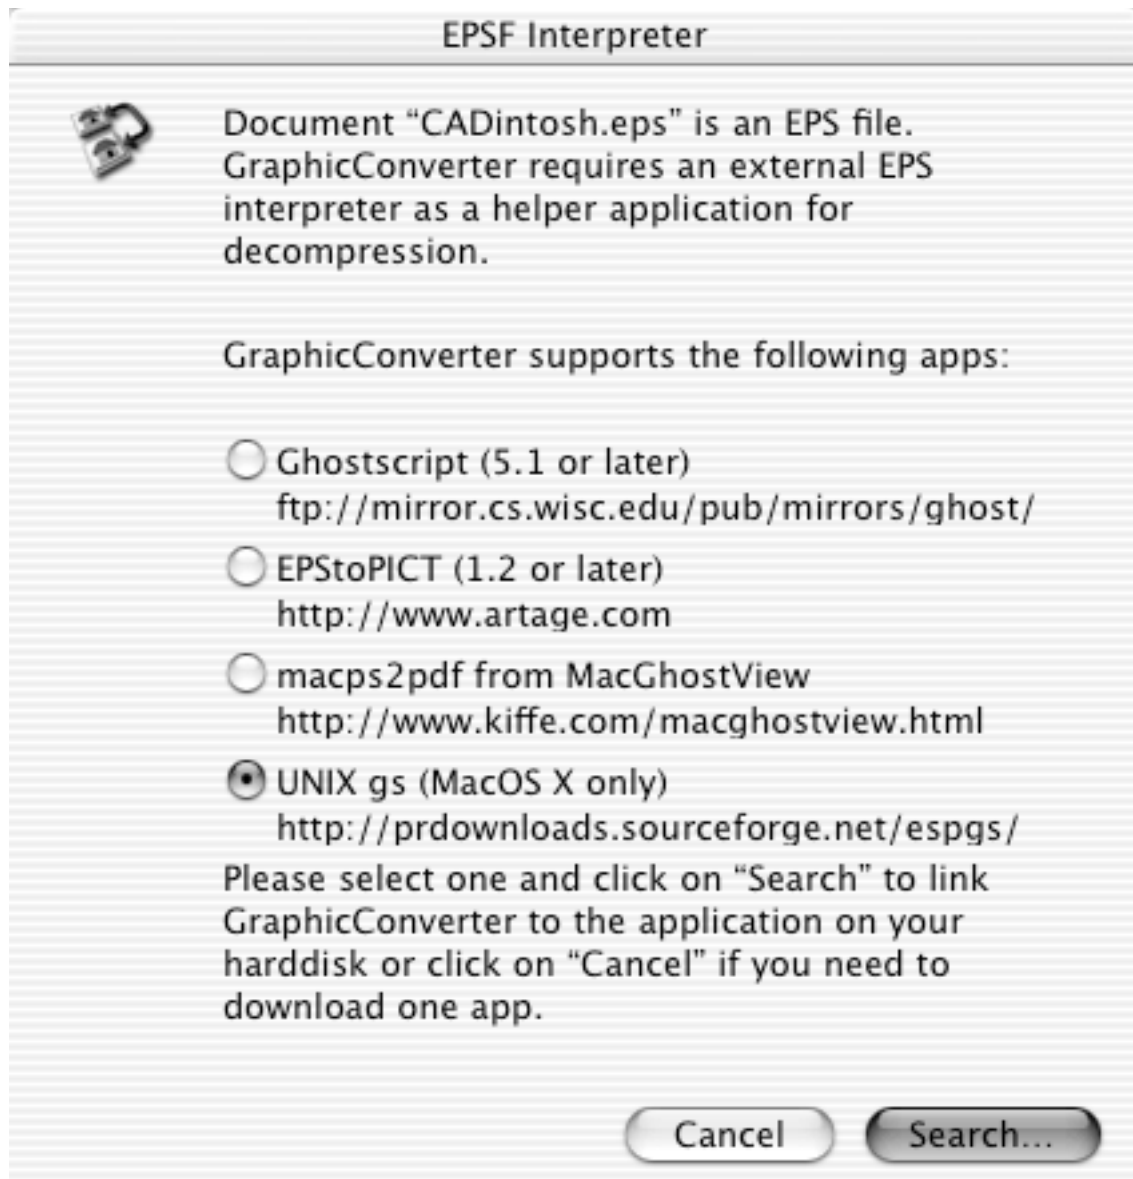 EPSF Interpreter
Document “CADintosh.eps” is an EPS file.
GraphicConverter requires an external EPS
interpreter as a helper application for
decompression.
GraphicConverter supports the following apps:
Ghostscript (5.1 or later)
ftp://mirror.cs.wisc.edu/pub/mirrors/ghost/
EPStoPICT (1.2 or later)
http://www.artage.com
macps2pdf from MacGhostView
http://www.kiffe.com/macghostview.html
UNIX gs (MacOS X only)
http://prdownloads.sourceforge.net/espgs/
Please select one and click on “Search” to link
GraphicConverter to the application on your
harddisk or click on “Cancel” if you need to
download one app.
Cancel
Search...